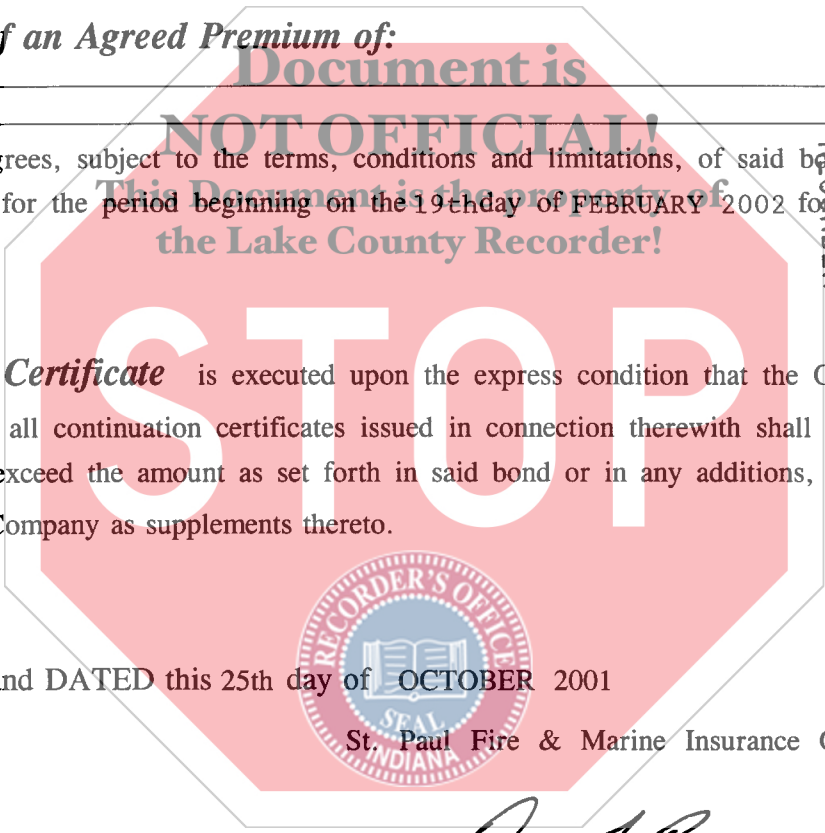 f an Agreed Premium of:
Document is
NOT OFFICIAL!
grees, subject to the terms, conditions and limitations, of said
This Document is the property of
for the period beginning on the 19thday of FEBRUARY 2002
the Lake County Recorder!
STOP
Certificate is executed upon the express condition that the
all continuation certificates issued in connection therewith shall
exceed the amount as set forth in said bond or in any additions,
Company as supplements thereto.
RECORDER'S OFFICE
SEAL
INDIANA
and DATED this 25th day of OCTOBER 2001
St. Paul Fire & Marine Insurance